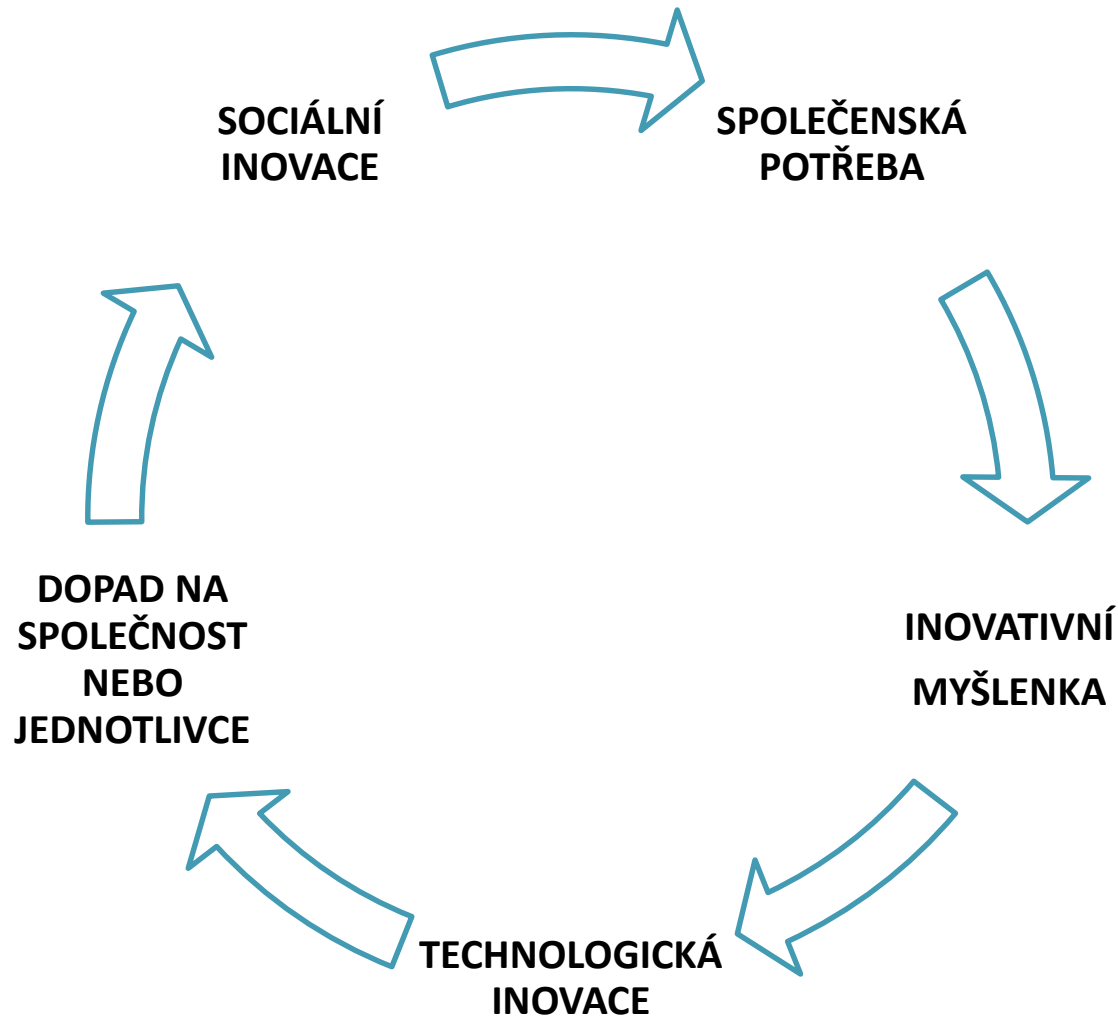 SOCIÁLNÍ
INOVACE
SPOLEČENSKÁ
POTŘEBA
INOVATIVNÍ
MYŠLENKA
TECHNOLOGICKÁ
INOVACE
DOPAD NA
SPOLEČNOST
NEBO
JEDNOTLIVCE